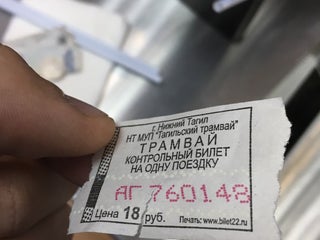 г. Нижний Тагил
НТ МУП "Тагильский трамвай"
ТРАМВАЙ
КОНТРОЛЬНЫЙ БИЛЕТ
НА ОДНУ ПОЕЗДКУ
АГ 760148
Цена 18 руб.
Печать: www.bilet22.ru